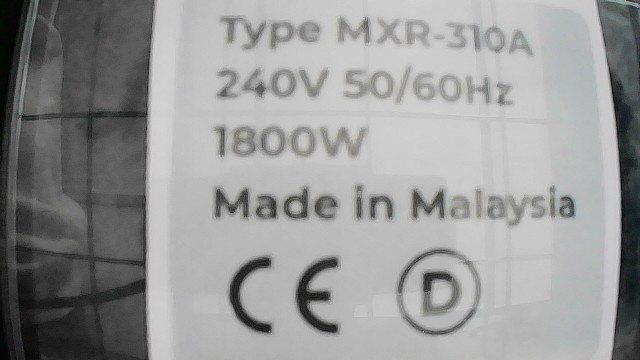 Type MXR-310A
240V 50/60Hz
1800W
Made in Malaysia
CE D